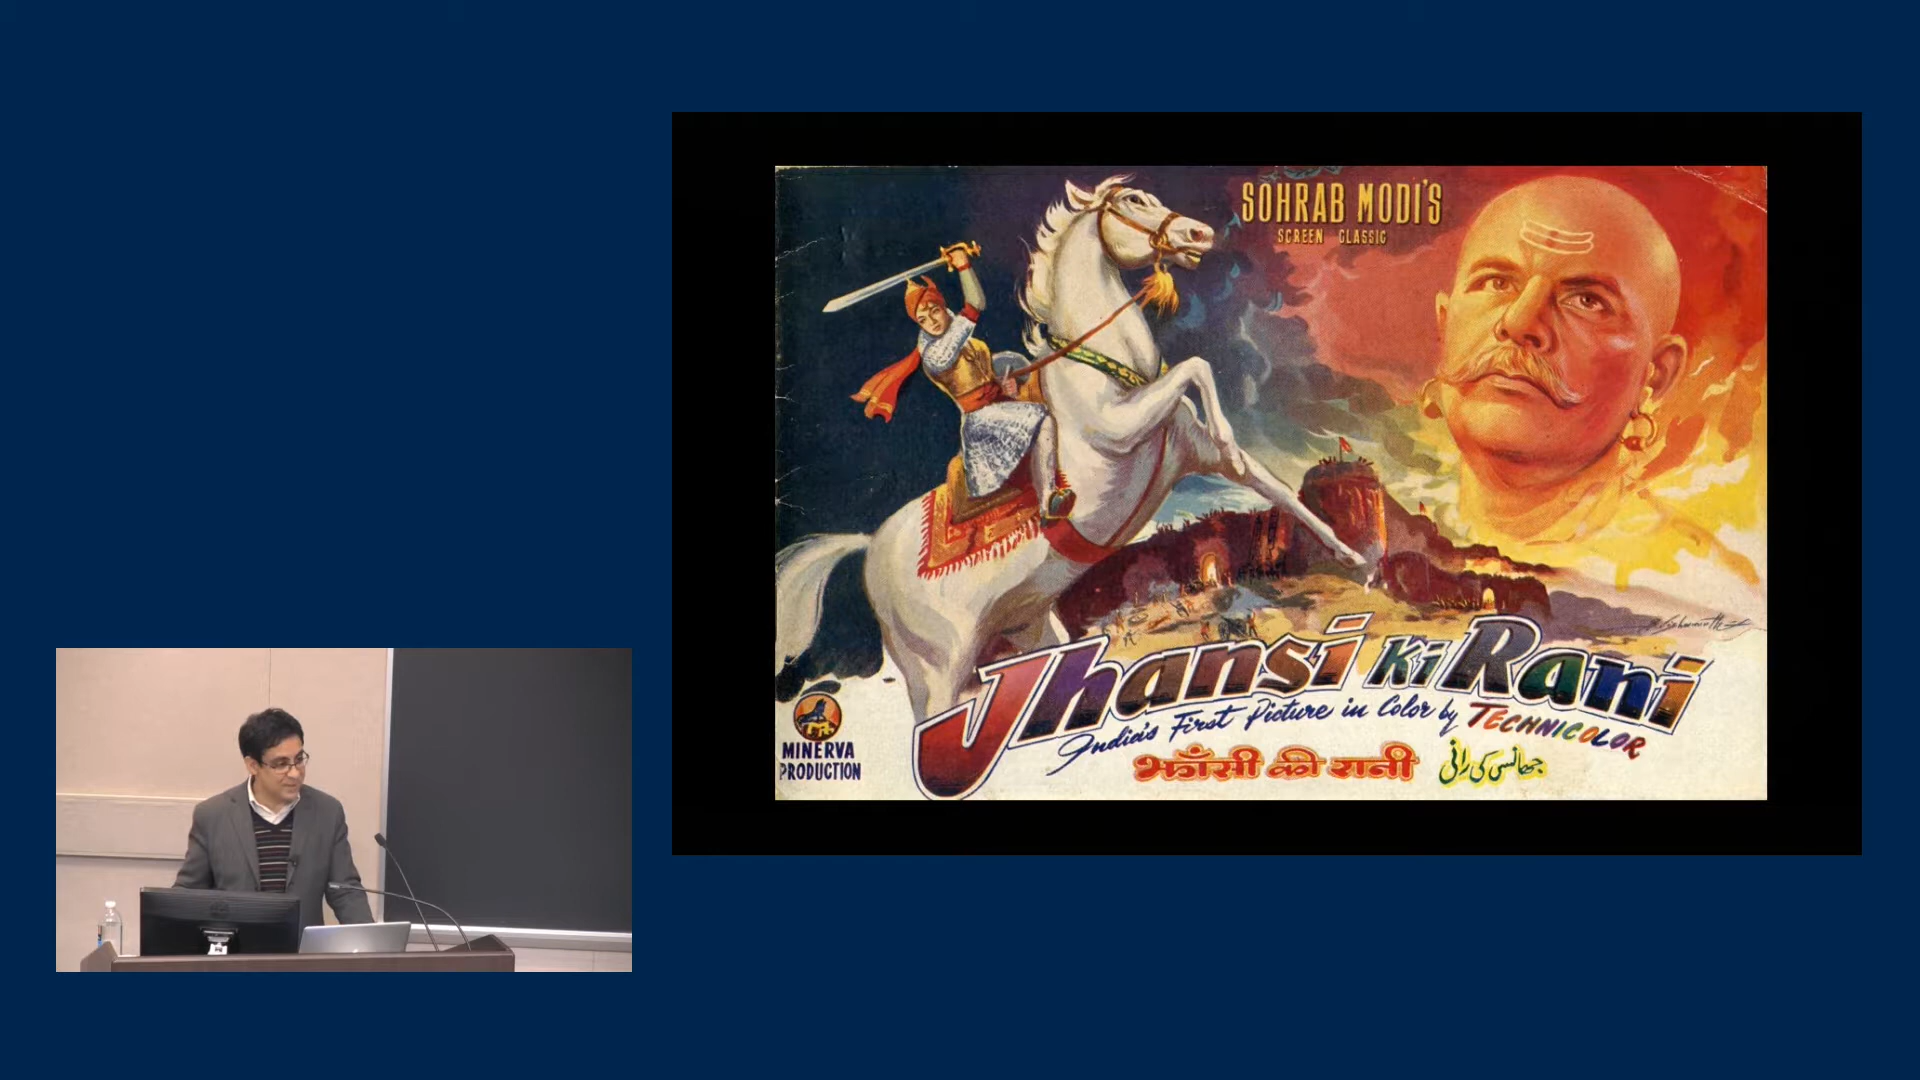 SOHRAB MODI'S
SCREEN CLASSIC
Jhansi Ki Rani
India's First Picture in Color by TECHNICOLOR
झाँसी की रानी جھانسی کی رانی
MINERVA
PRODUCTION